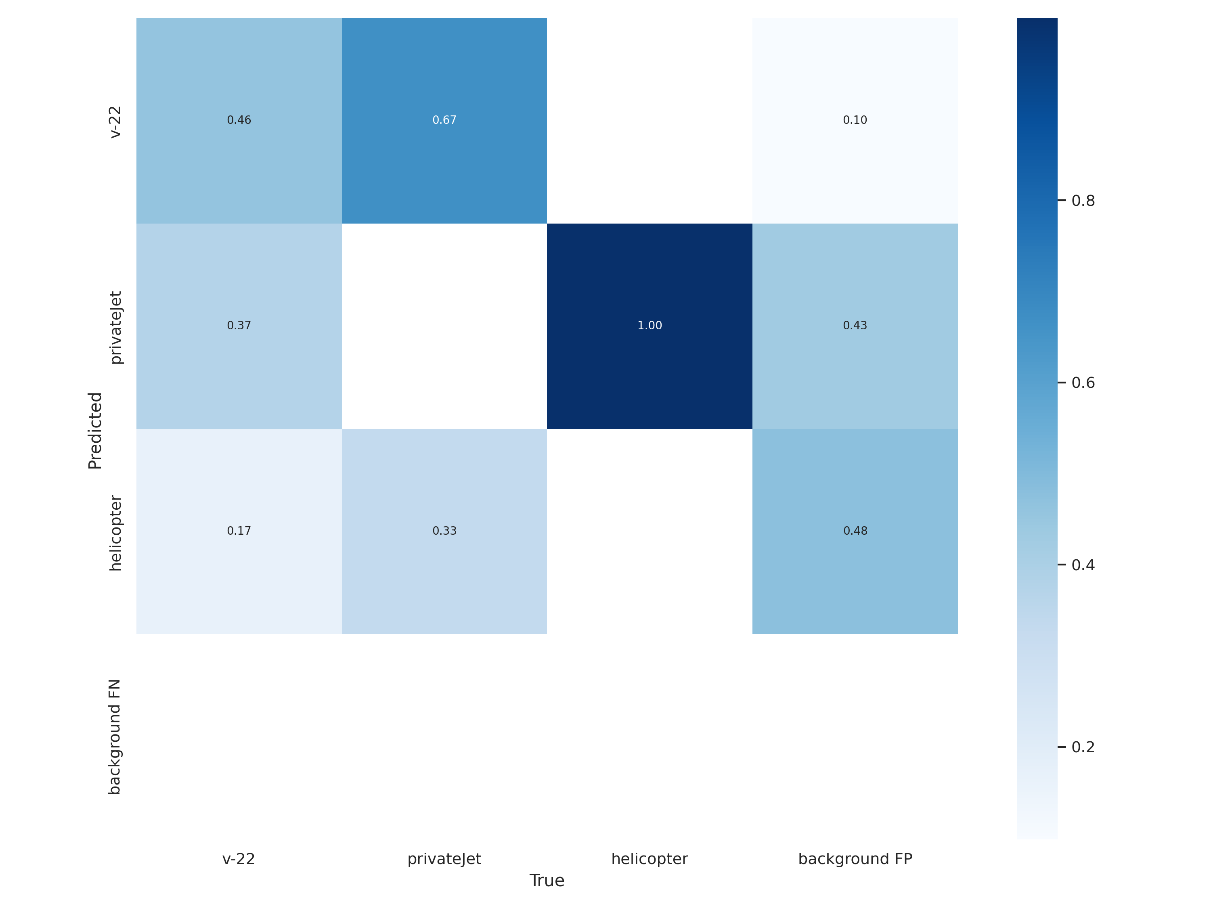 v-22
0.46
0.67
0.10
0.8
privateJet
0.37
1.00
0.43
0.6
Predicted
helicopter
0.17
0.33
0.48
0.4
background FN
0.2
v-22
privateJet
helicopter
background FP
True